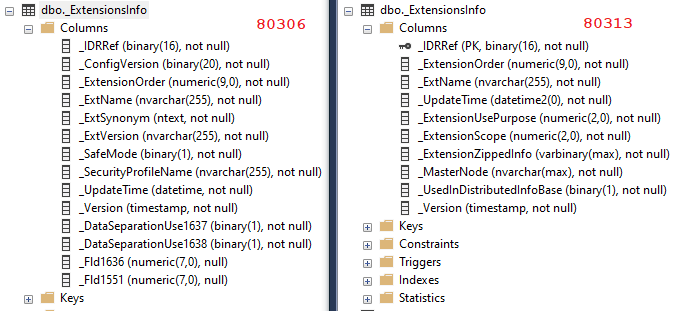 dbo._ExtensionsInfo
80306
Columns
_IDRRef (binary(16), not null)
_ConfigVersion (binary(20), not null)
_ExtensionOrder (numeric(9,0), not null)
_ExtName (nvarchar(255), not null)
_ExtSynonym (ntext, not null)
_ExtVersion (nvarchar(255), not null)
_SafeMode (binary(1), not null)
_SecurityProfileName (nvarchar(255), not null)
_UpdateTime (datetime, not null)
_Version (timestamp, not null)
_DataSeparationUse1637 (binary(1), not null)
_DataSeparationUse1638 (binary(1), not null)
_Fld1636 (numeric(7,0), null)
_Fld1551 (numeric(7,0), null)
Keys
dbo._ExtensionsInfo
80313
Columns
_IDRRef (PK, binary(16), not null)
_ExtensionOrder (numeric(9,0), not null)
_ExtName (nvarchar(255), not null)
_UpdateTime (datetime2(0), not null)
_ExtensionUsePurpose (numeric(2,0), not null)
_ExtensionScope (numeric(2,0), not null)
_ExtensionZippedInfo (varbinary(max), not null)
_MasterNode (nvarchar(max), not null)
_UsedInDistributedInfoBase (binary(1), not null)
_Version (timestamp, not null)
Keys
Constraints
Triggers
Indexes
Statistics